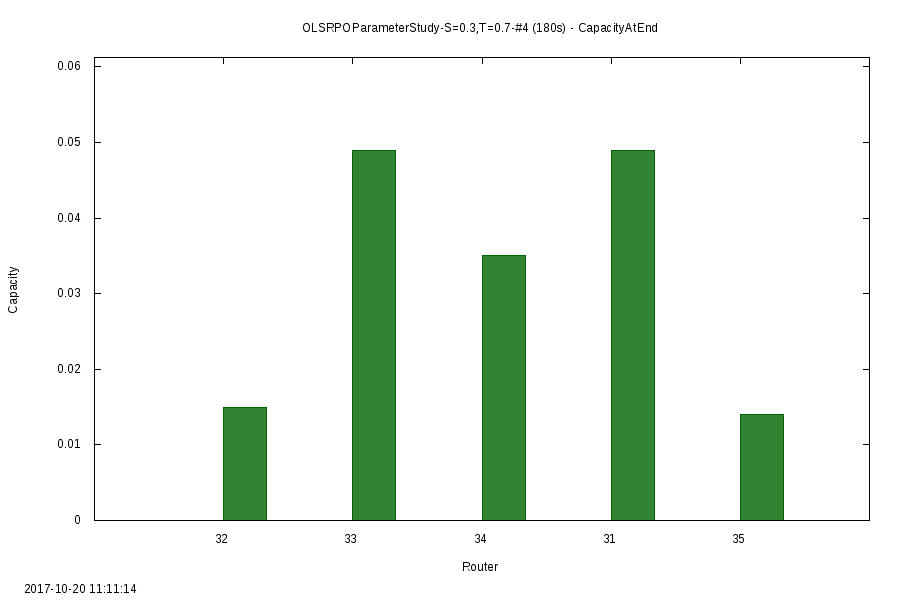 OLSRPOParameterStudy-S=0.3,T=0.7-#4 (180s) - CapacityAtEnd
0.06
0.05
0.04
0.03
0.02
0.01
0
Capacity
32 33 34 31 35
Router
2017-10-20 11:11:14